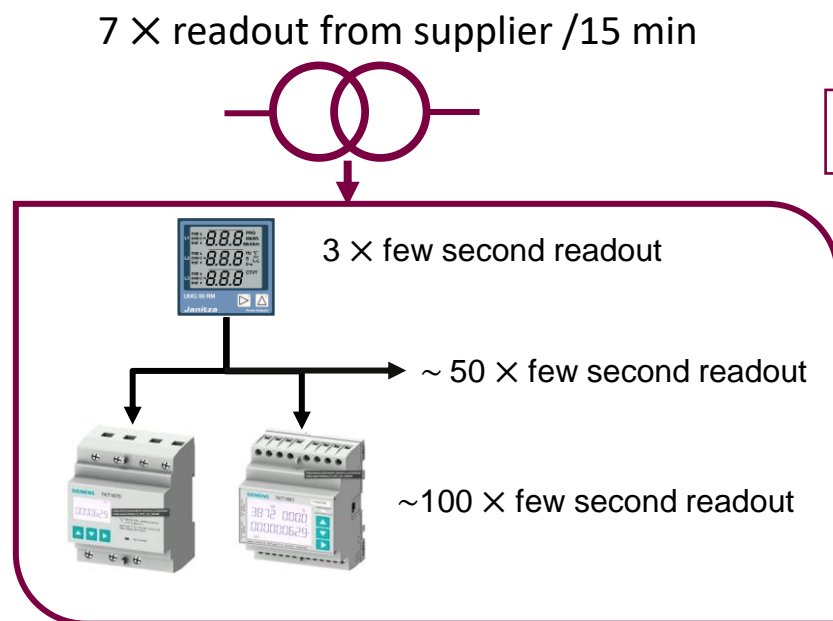 7 × readout from supplier /15 min
3 × few second readout
UMG 96 RM
Janitza
~ 50 × few second readout
SIEMENS
SIEMENS
~100 × few second readout